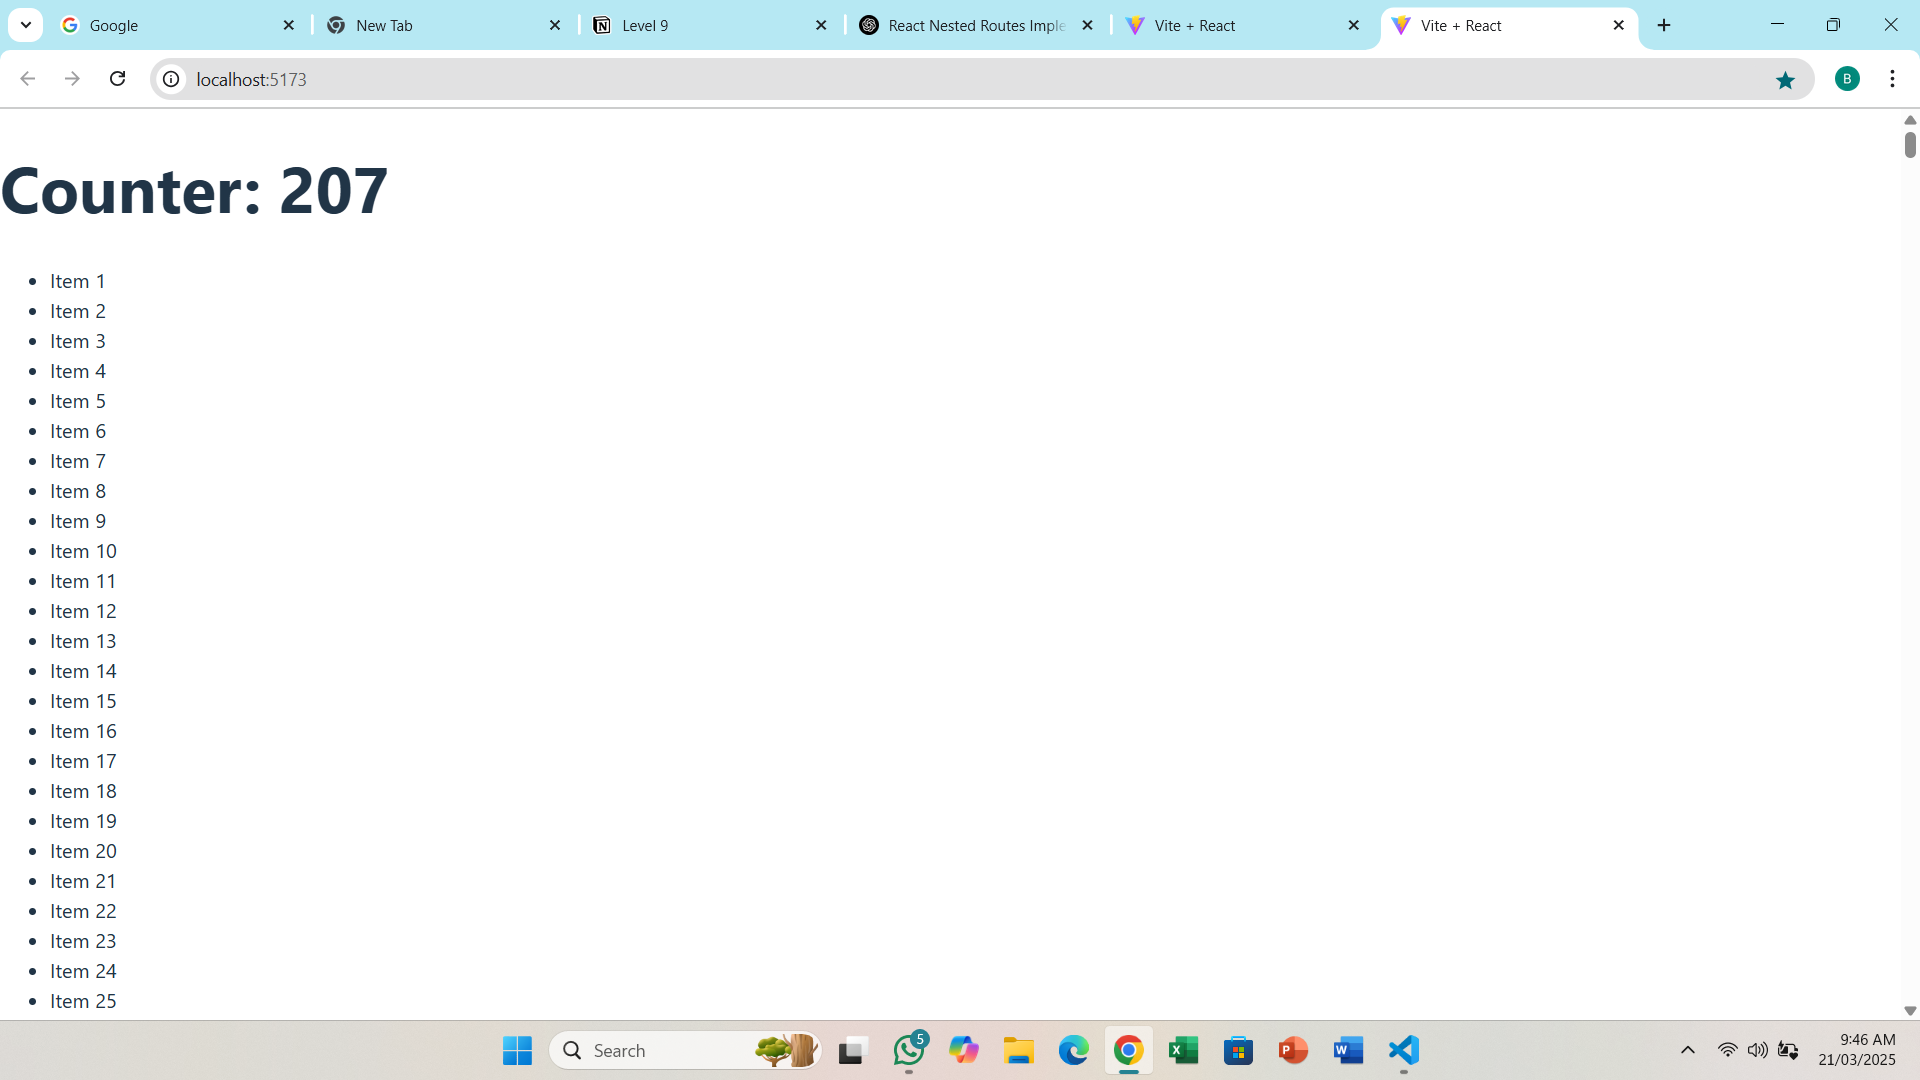 Google
New Tab
Level 9
React Nested Routes Imple
Vite + React
Vite + React
localhost:5173
B
Counter: 207
Item 1
Item 2
Item 3
Item 4
Item 5
Item 6
Item 7
Item 8
Item 9
Item 10
Item 11
Item 12
Item 13
Item 14
Item 15
Item 16
Item 17
Item 18
Item 19
Item 20
Item 21
Item 22
Item 23
Item 24
Item 25
Search
5
9:46 AM
21/03/2025